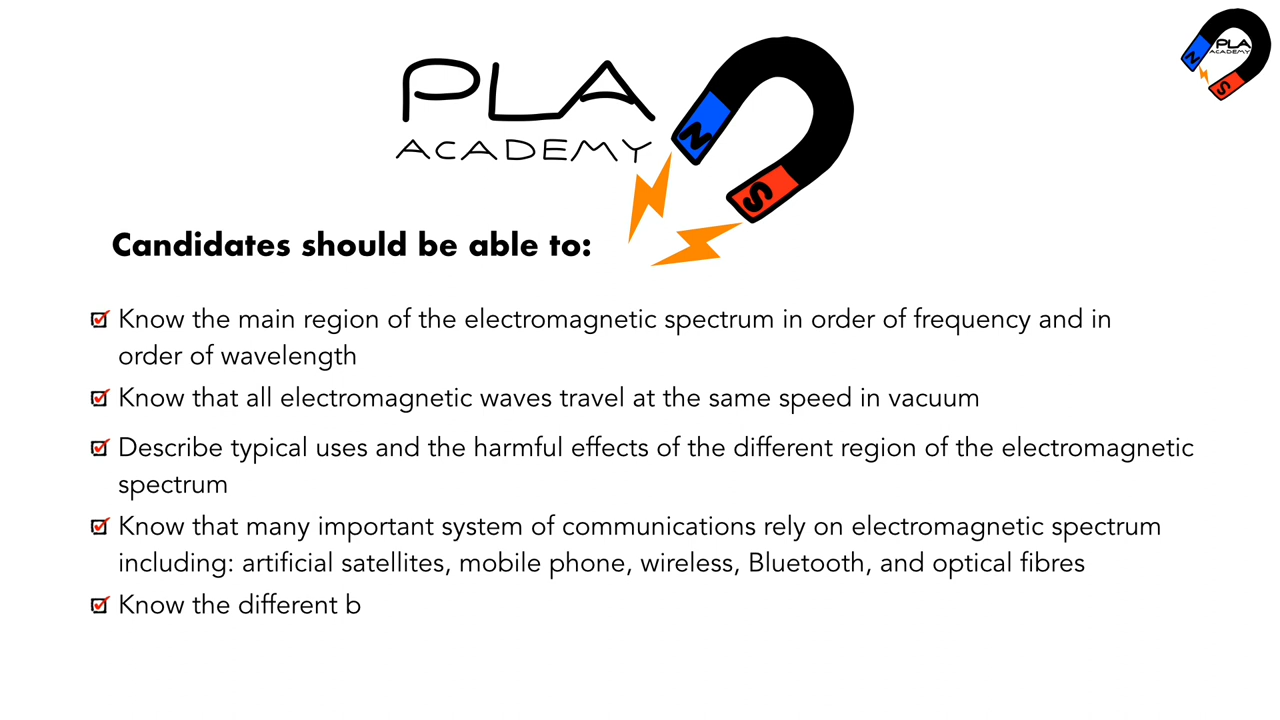 PLA
ACADEMY
N
S
PLA
ACADEMY
N
S
Candidates should be able to:
Know the main region of the electromagnetic spectrum in order of frequency and in
order of wavelength
Know that all electromagnetic waves travel at the same speed in vacuum
Describe typical uses and the harmful effects of the different region of the electromagnetic
spectrum
Know that many important system of communications rely on electromagnetic spectrum
including: artificial satellites, mobile phone, wireless, Bluetooth, and optical fibres
Know the different b